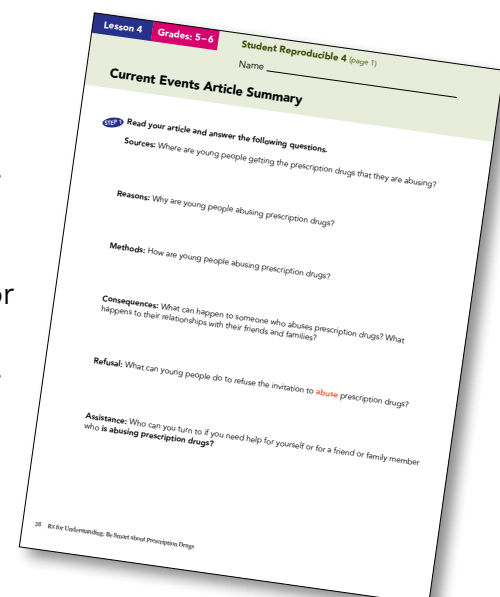 or
Lesson 4 Grades: 5–6
Student Reproducible 4 (page 1)
Name
Current Events Article Summary
STEP 1 Read your article and answer the following questions.
Sources: Where are young people getting the prescription drugs that they are abusing?
Reasons: Why are young people abusing prescription drugs?
Methods: How are young people abusing prescription drugs?
Consequences: What can happen to someone who abuses prescription drugs? What
happens to their relationships with their friends and families?
Refusal: What can young people do to refuse the invitation to abuse prescription drugs?
Assistance: Who can you turn to if you need help for yourself or for a friend or family member
who is abusing prescription drugs?
38 Rx for Understanding: Be Smart about Prescription Drugs